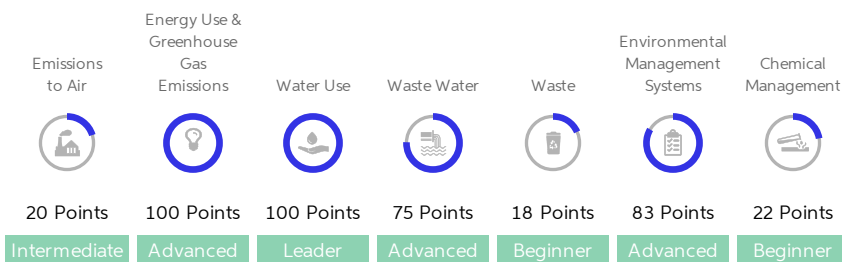 Emissions
to Air
Energy Use &
Greenhouse
Gas
Emissions
Water Use
Waste Water
Waste
Environmental
Management
Systems
Chemical
Management
20 Points
100 Points
100 Points
75 Points
18 Points
83 Points
22 Points
Intermediate
Advanced
Leader
Advanced
Beginner
Advanced
Beginner